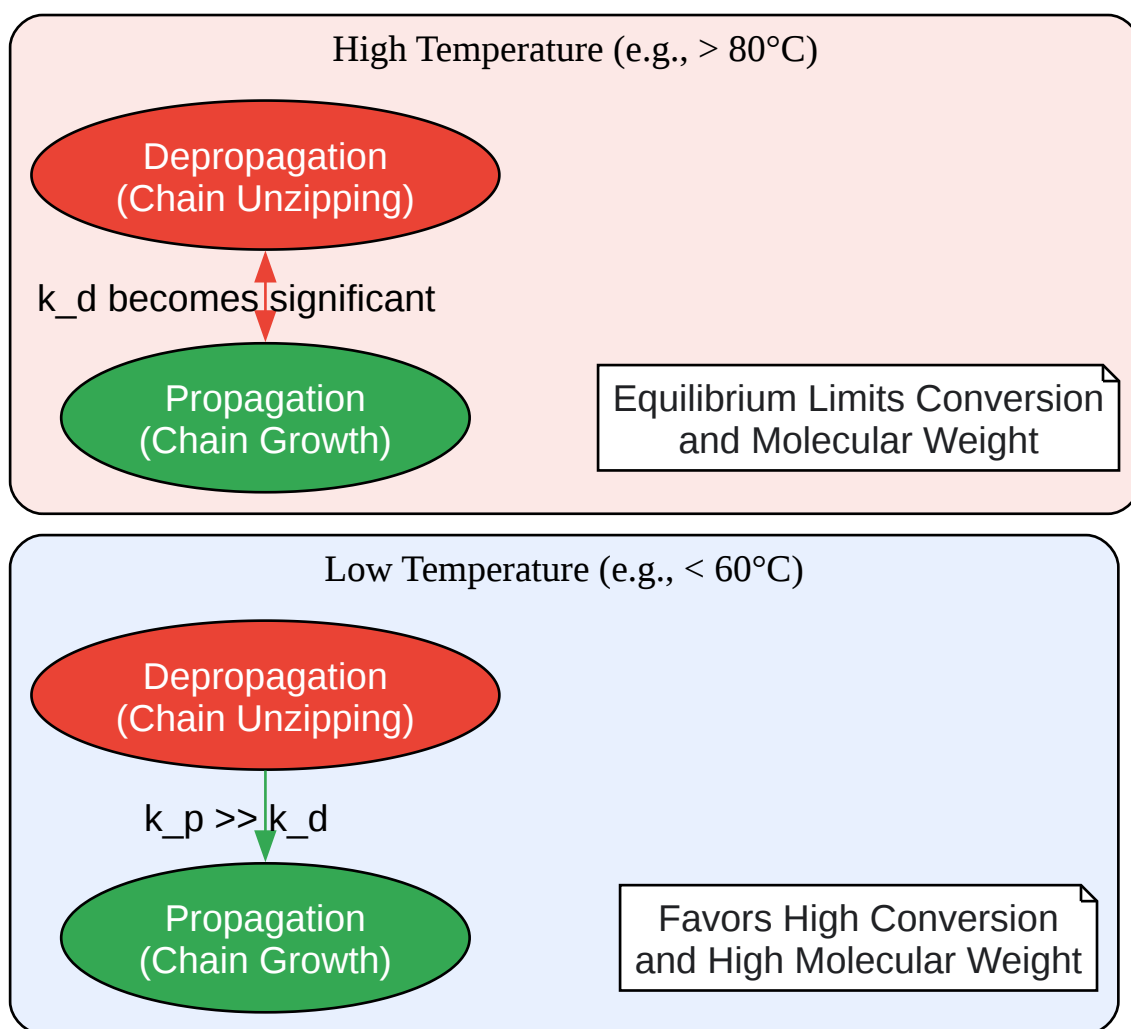 High Temperature (e.g., > 80°C)
Depropagation
(Chain Unzipping)
k_d becomes significant
Propagation
(Chain Growth)
Equilibrium Limits Conversion
and Molecular Weight
Low Temperature (e.g., < 60°C)
Depropagation
(Chain Unzipping)
k_p >> k_d
Propagation
(Chain Growth)
Favors High Conversion
and High Molecular Weight